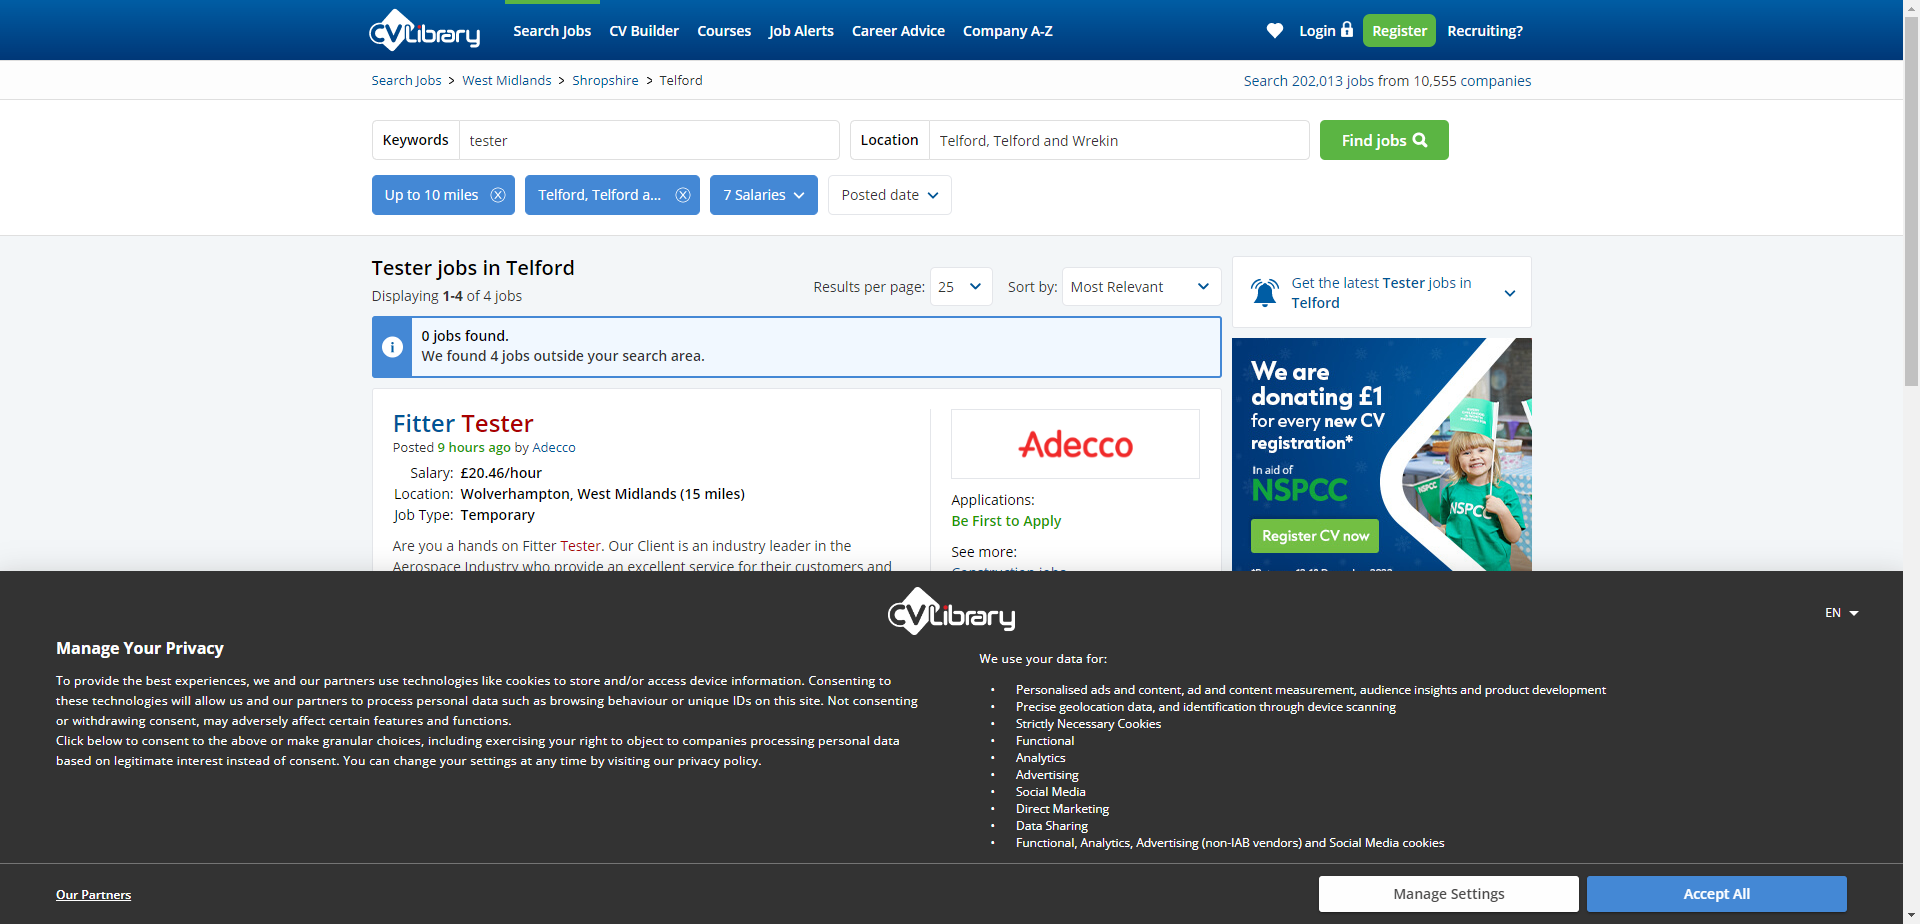 CVLibrary
Search Jobs
CV Builder
Courses
Job Alerts
Career Advice
Company A-Z
Login
Register
Recruiting?
Search Jobs > West Midlands > Shropshire > Telford
Search 202,013 jobs from 10,555 companies
Keywords
tester
Location
Telford, Telford and Wrekin
Find jobs
Up to 10 miles
Telford, Telford a...
7 Salaries
Posted date
Tester jobs in Telford
Displaying 1-4 of 4 jobs
Results per page: 25
Sort by: Most Relevant
0 jobs found.
We found 4 jobs outside your search area.
Get the latest Tester jobs in
Telford
Fitter Tester
Posted 9 hours ago by Adecco
Salary: £20.46/hour
Location: Wolverhampton, West Midlands (15 miles)
Job Type: Temporary
Are you a hands on Fitter Tester. Our Client is an industry leader in the
Aerospace Industry who provide an excellent service for their customers and
Adecco
Applications:
Be First to Apply
See more:
Construction jobs
We are
donating £1
for every new CV
registration*
In aid of
NSPCC
Register CV now
NSPCC
CVLibrary
EN
Manage Your Privacy
To provide the best experiences, we and our partners use technologies like cookies to store and/or access device information. Consenting to
these technologies will allow us and our partners to process personal data such as browsing behaviour or unique IDs on this site. Not consenting
or withdrawing consent, may adversely affect certain features and functions.
Click below to consent to the above or make granular choices, including exercising your right to object to companies processing personal data
based on legitimate interest instead of consent. You can change your settings at any time by visiting our privacy policy.
We use your data for:
• Personalised ads and content, ad and content measurement, audience insights and product development
• Precise geolocation data, and identification through device scanning
• Strictly Necessary Cookies
• Functional
• Analytics
• Advertising
• Social Media
• Direct Marketing
• Data Sharing
• Functional, Analytics, Advertising (non-IAB vendors) and Social Media cookies
Our Partners
Manage Settings
Accept All